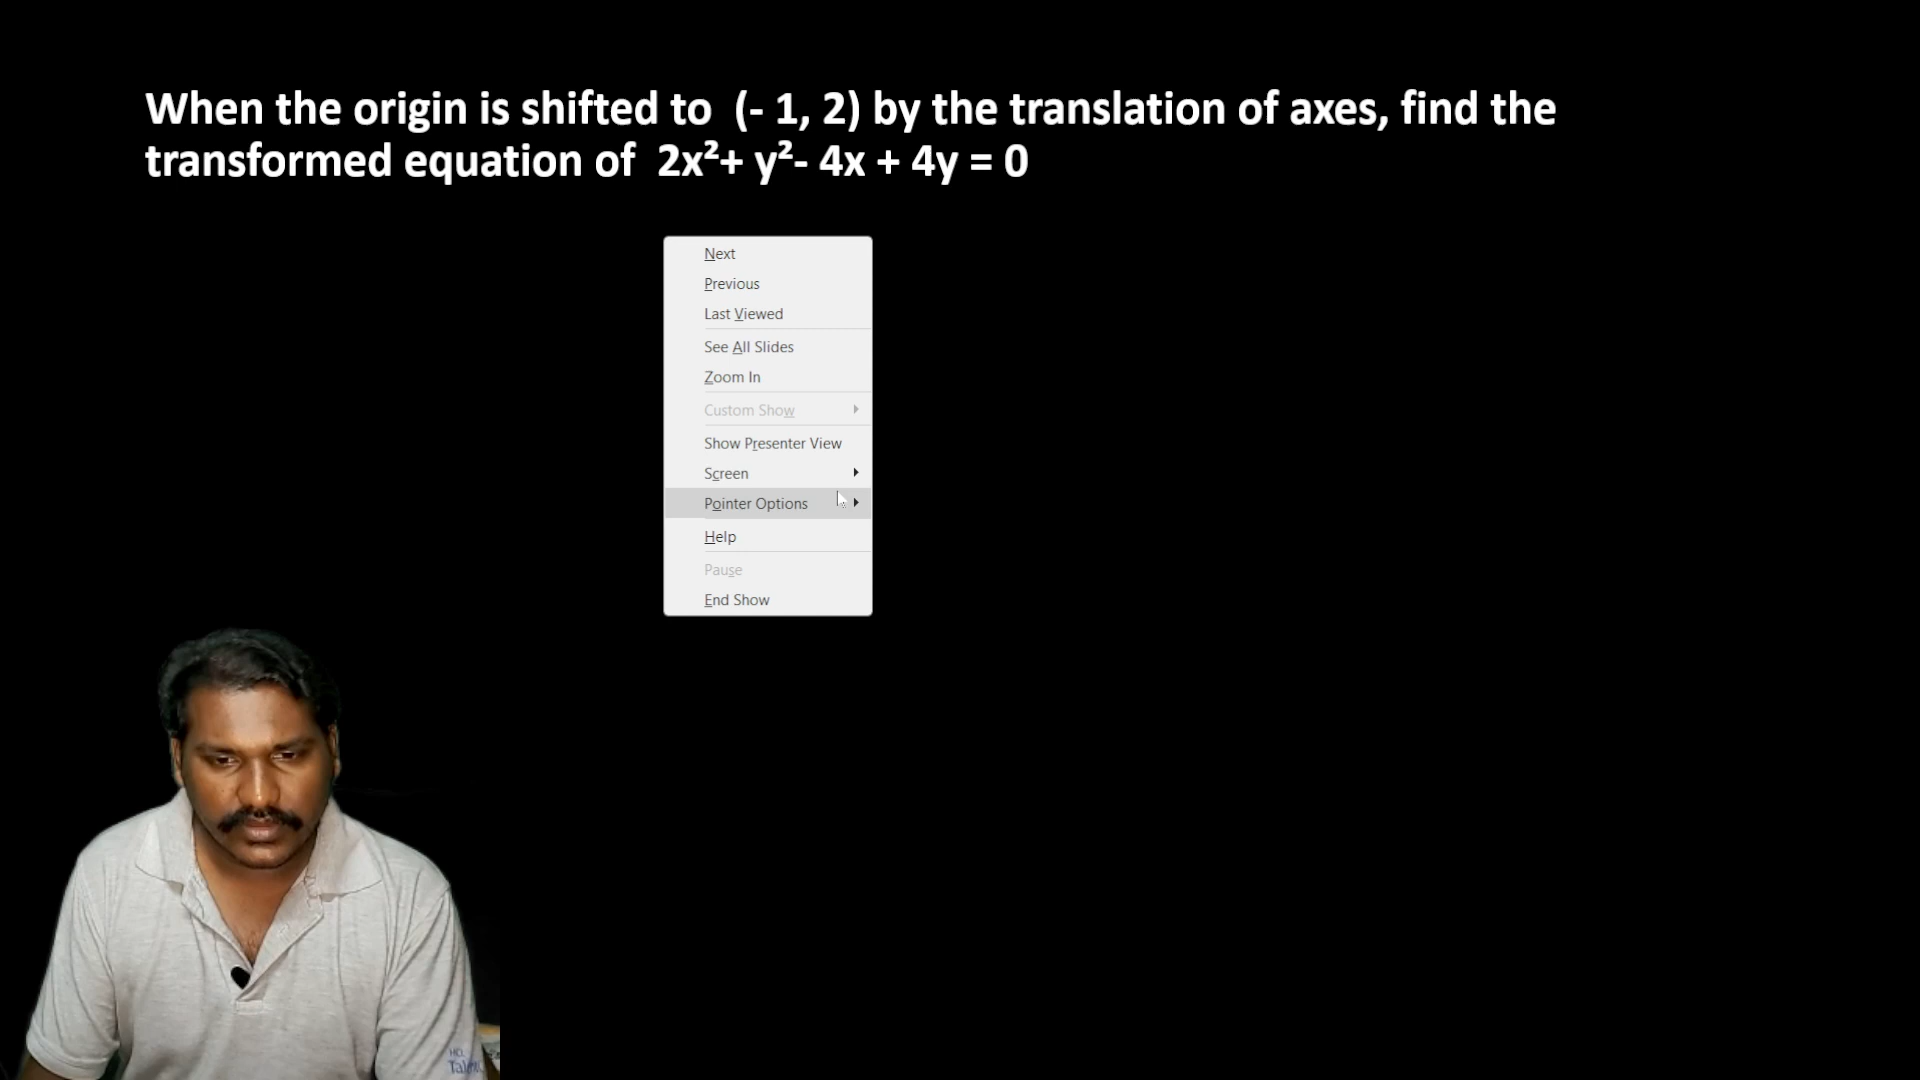 When the origin is shifted to (- 1, 2) by the translation of axes, find the
transformed equation of 2x²+ y²- 4x + 4y = 0
Next
Previous
Last Viewed
See All Slides
Zoom In
Custom Show
Show Presenter View
Screen
Pointer Options
Help
Pause
End Show
HCL